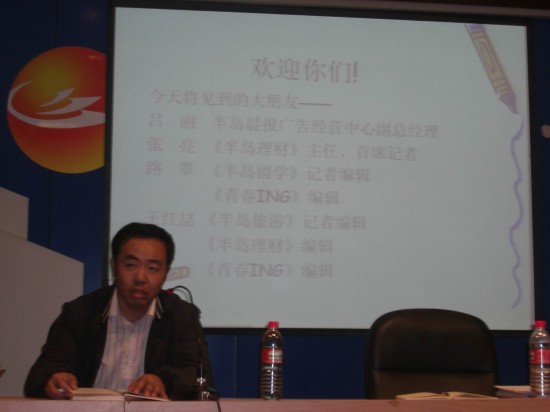 欢迎你们!
今天将见到的大朋友——
吕 丽 半岛晨报广告经营中心副总经理
张 亮 《半岛理财》主任、首席记者
路 苹 《半岛留学》记者编辑
《青春ING》编辑
王红喆 《半岛旅游》记者编辑
《半岛理财》编辑
《青春ING》编辑